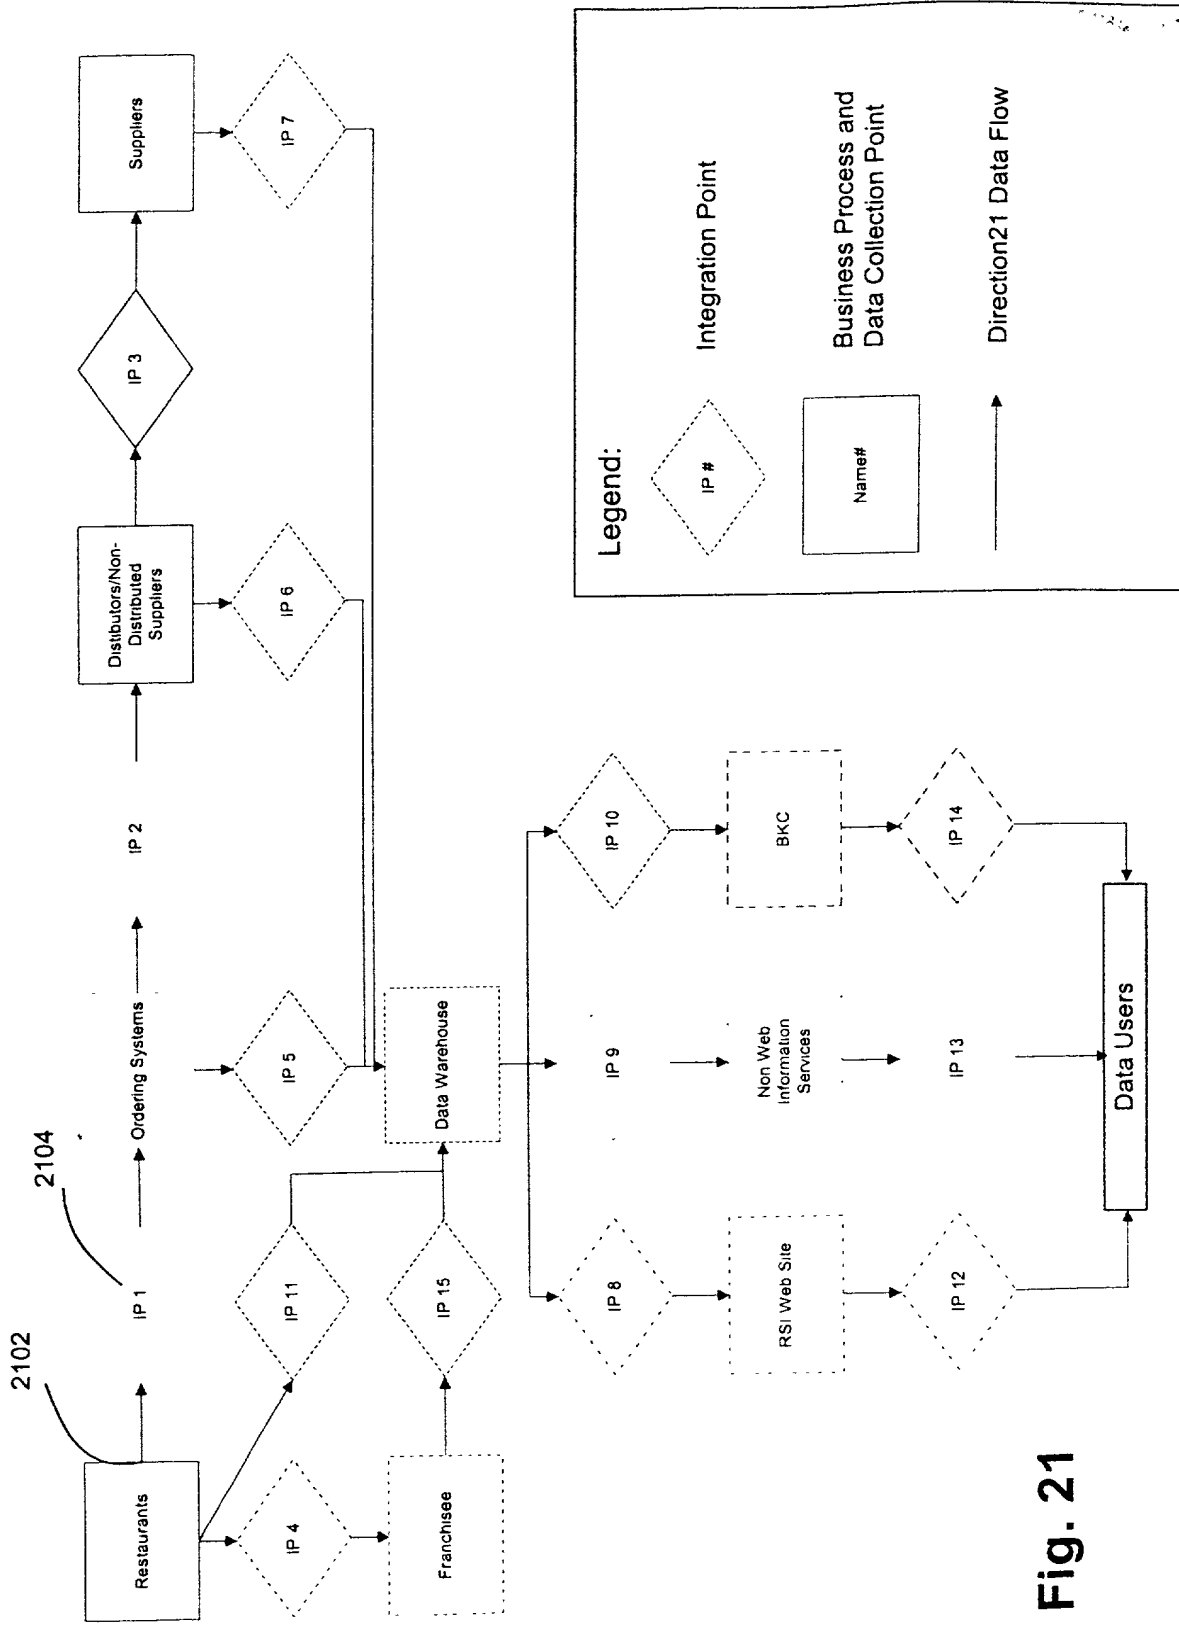 2102
2104
Restaurants
IP 1
Ordering Systems
IP 2
Distibutors/Non-
Distributed
Suppliers
IP 3
Suppliers
IP 4
IP 11
IP 5
IP 6
IP 7
Franchisee
IP 15
Data Warehouse
IP 8
IP 9
IP 10
RSI Web Site
Non Web
Information
Services
BKC
IP 12
IP 13
IP 14
Data Users
Legend:
IP #
Integration Point
Name#
Business Process and
Data Collection Point
Direction21 Data Flow
Fig. 21